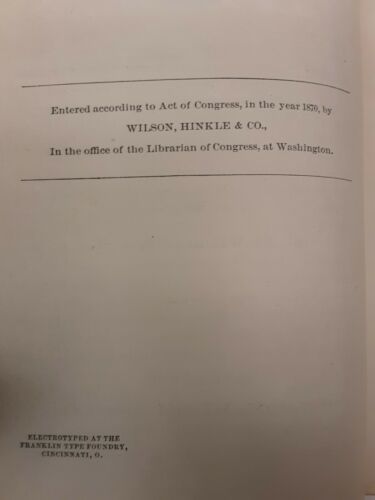 Entered according to Act of Congress, in the year 1870, by
WILSON, HINKLE & CO.,
In the office of the Librarian of Congress, at Washington.
ELECTROTYPED AT THE
FRANKLIN TYPE FOUNDRY,
CINCINNATI, O.